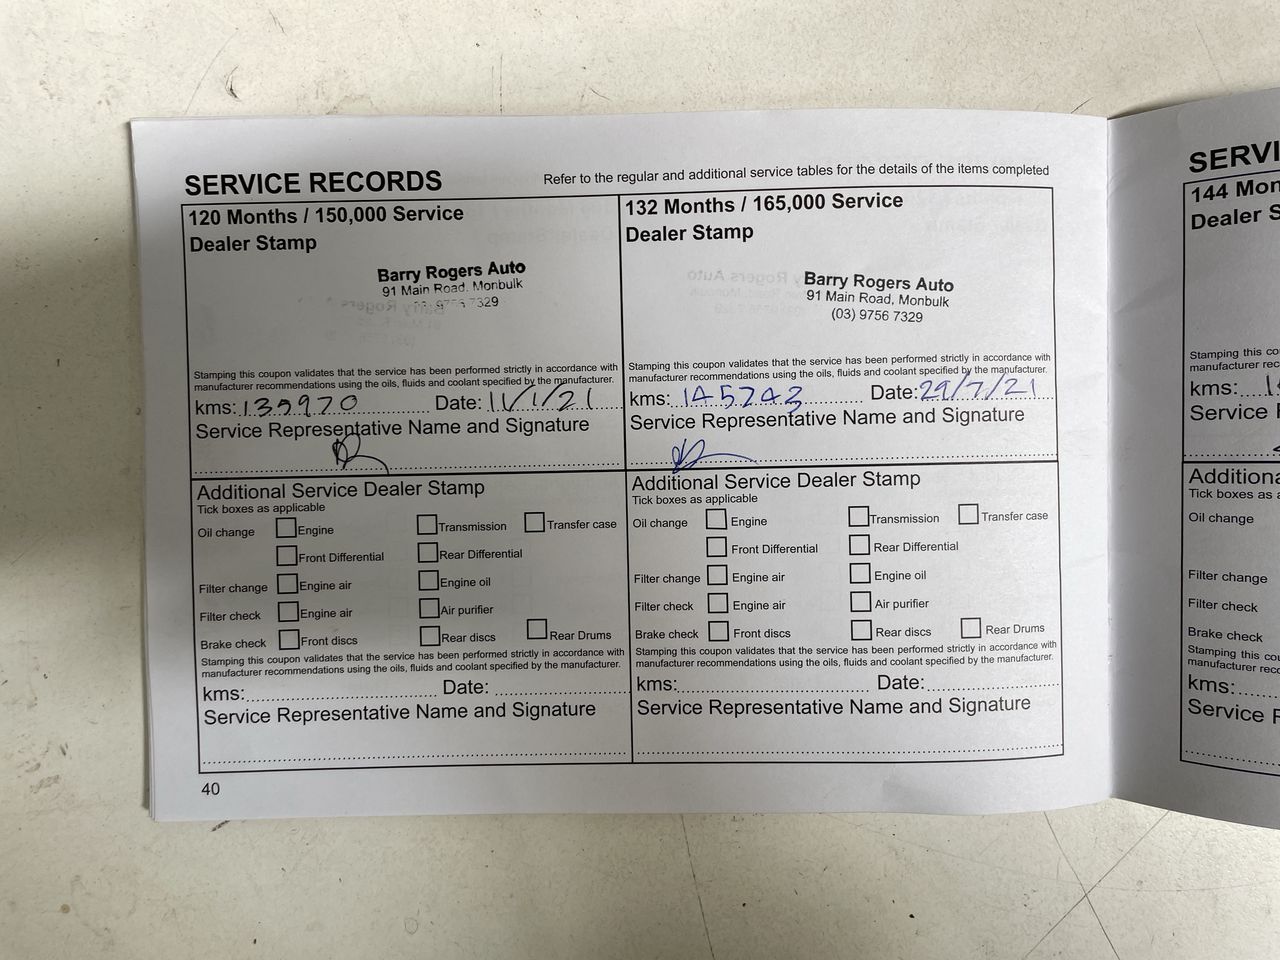 SERVICE RECORDS
Refer to the regular and additional service tables for the details of the items completed
120 Months / 150,000 Service
Dealer Stamp
Barry Rogers Auto
91 Main Road, Monbulk
9756 7329
Stamping this coupon validates that the service has been performed strictly in accordance with
manufacturer recommendations using the oils, fluids and coolant specified by the manufacturer.
kms: 135970 Date: 11/1/21
Service Representative Name and Signature
Additional Service Dealer Stamp
Tick boxes as applicable
Oil change Engine Transmission Transfer case
Front Differential Rear Differential
Filter change Engine air Engine oil
Filter check Engine air Air purifier
Brake check Front discs Rear discs Rear Drums
Stamping this coupon validates that the service has been performed strictly in accordance with
manufacturer recommendations using the oils, fluids and coolant specified by the manufacturer.
kms: Date:
Service Representative Name and Signature
40
132 Months / 165,000 Service
Dealer Stamp
Barry Rogers Auto
91 Main Road, Monbulk
(03) 9756 7329
Stamping this coupon validates that the service has been performed strictly in accordance with
manufacturer recommendations using the oils, fluids and coolant specified by the manufacturer.
kms: 145243 Date: 29/7/21
Service Representative Name and Signature
Additional Service Dealer Stamp
Tick boxes as applicable
Oil change Engine Transmission Transfer case
Front Differential Rear Differential
Filter change Engine air Engine oil
Filter check Engine air Air purifier
Brake check Front discs Rear discs Rear Drums
Stamping this coupon validates that the service has been performed strictly in accordance with
manufacturer recommendations using the oils, fluids and coolant specified by the manufacturer.
kms: Date:
Service Representative Name and Signature
SERVI
144 Mon
Dealer S
Stamping this co
manufacturer rec
kms:
Service
Additiona
Tick boxes as
Oil change
Filter change
Filter check
Brake check
Stamping this cou
manufacturer reco
kms:
Service